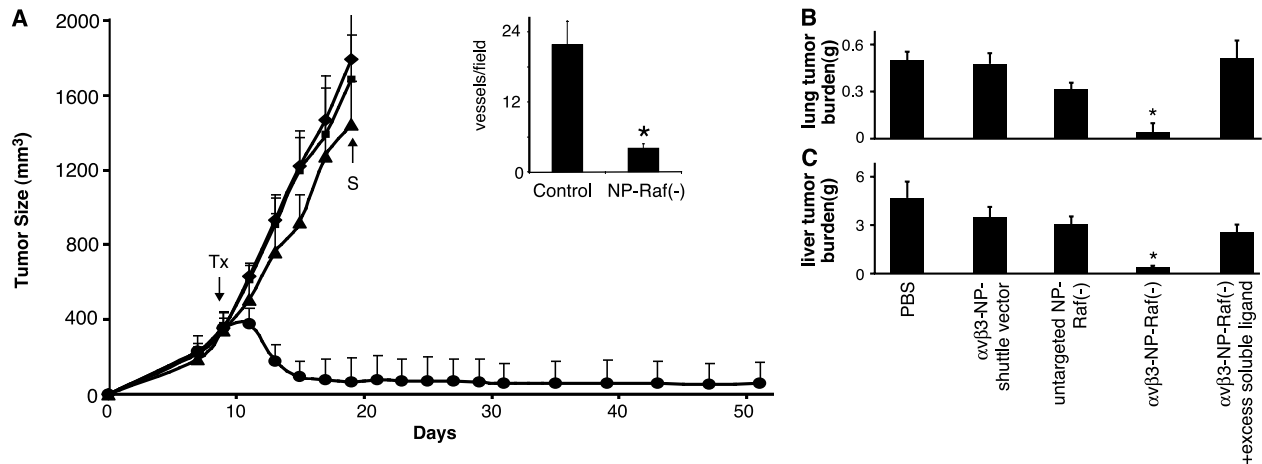 A
Tumor Size (mm³)
2000
1600
1200
800
400
0
Tx
S
0
10
20
30
40
50
Days
vessels/field
24
12
0
*
Control
NP-Raf(-)
B
lung tumor
burden(g)
0.6
0.3
0
*
C
liver tumor
burden(g)
6
3
0
*
PBS
αvβ3-NP-
shuttle vector
untargeted NP-
Raf(-)
αvβ3-NP-Raf(-)
αvβ3-NP-Raf(-)
+excess soluble ligand